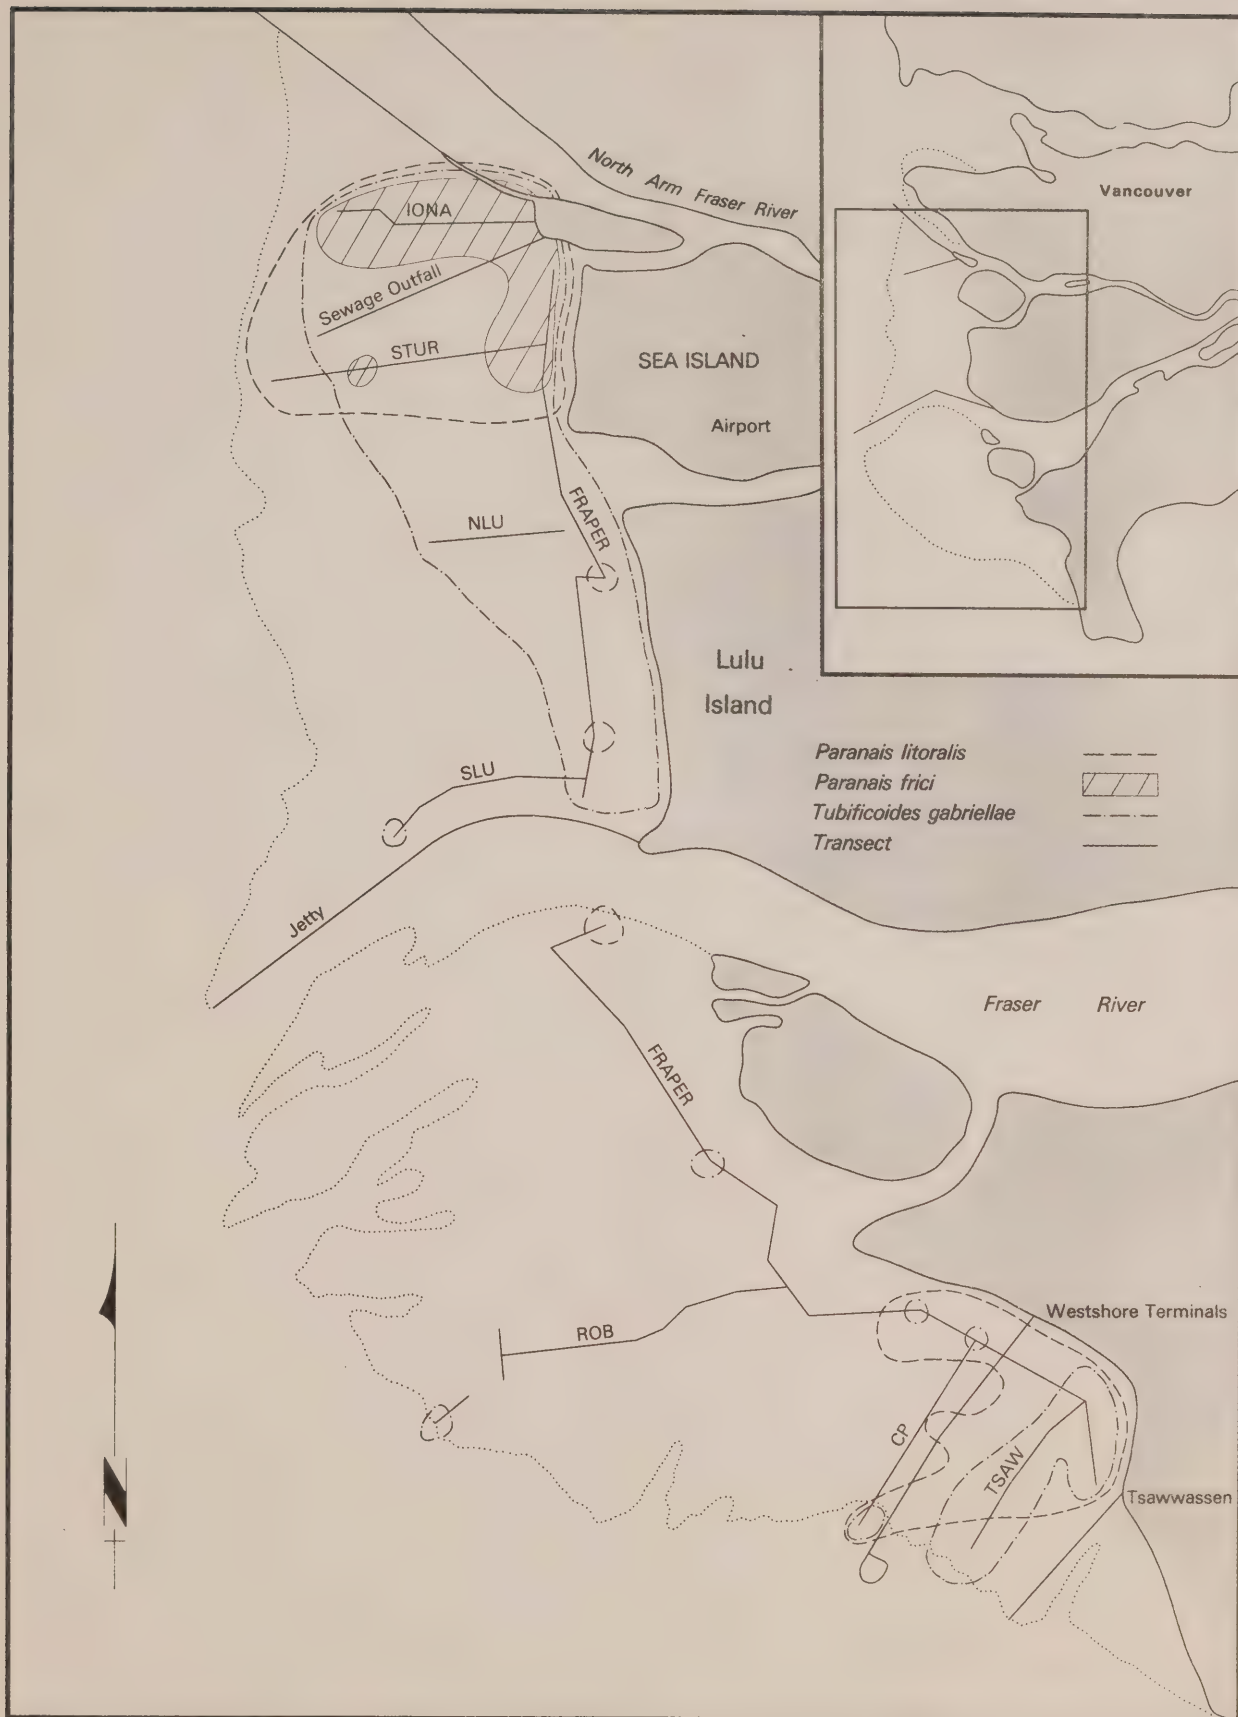 North Arm Fraser River
Vancouver
IONA
Sewage Outfall
STUR
SEA ISLAND
Airport
FRAPER
NLU
Lulu
Island
Paranais litoralis
Paranais frici
Tubificoides gabriellae
Transect
SLU
Jetty
Fraser River
FRAPER
Westshore Terminals
ROB
CP
TSAW
Tsawwassen
N